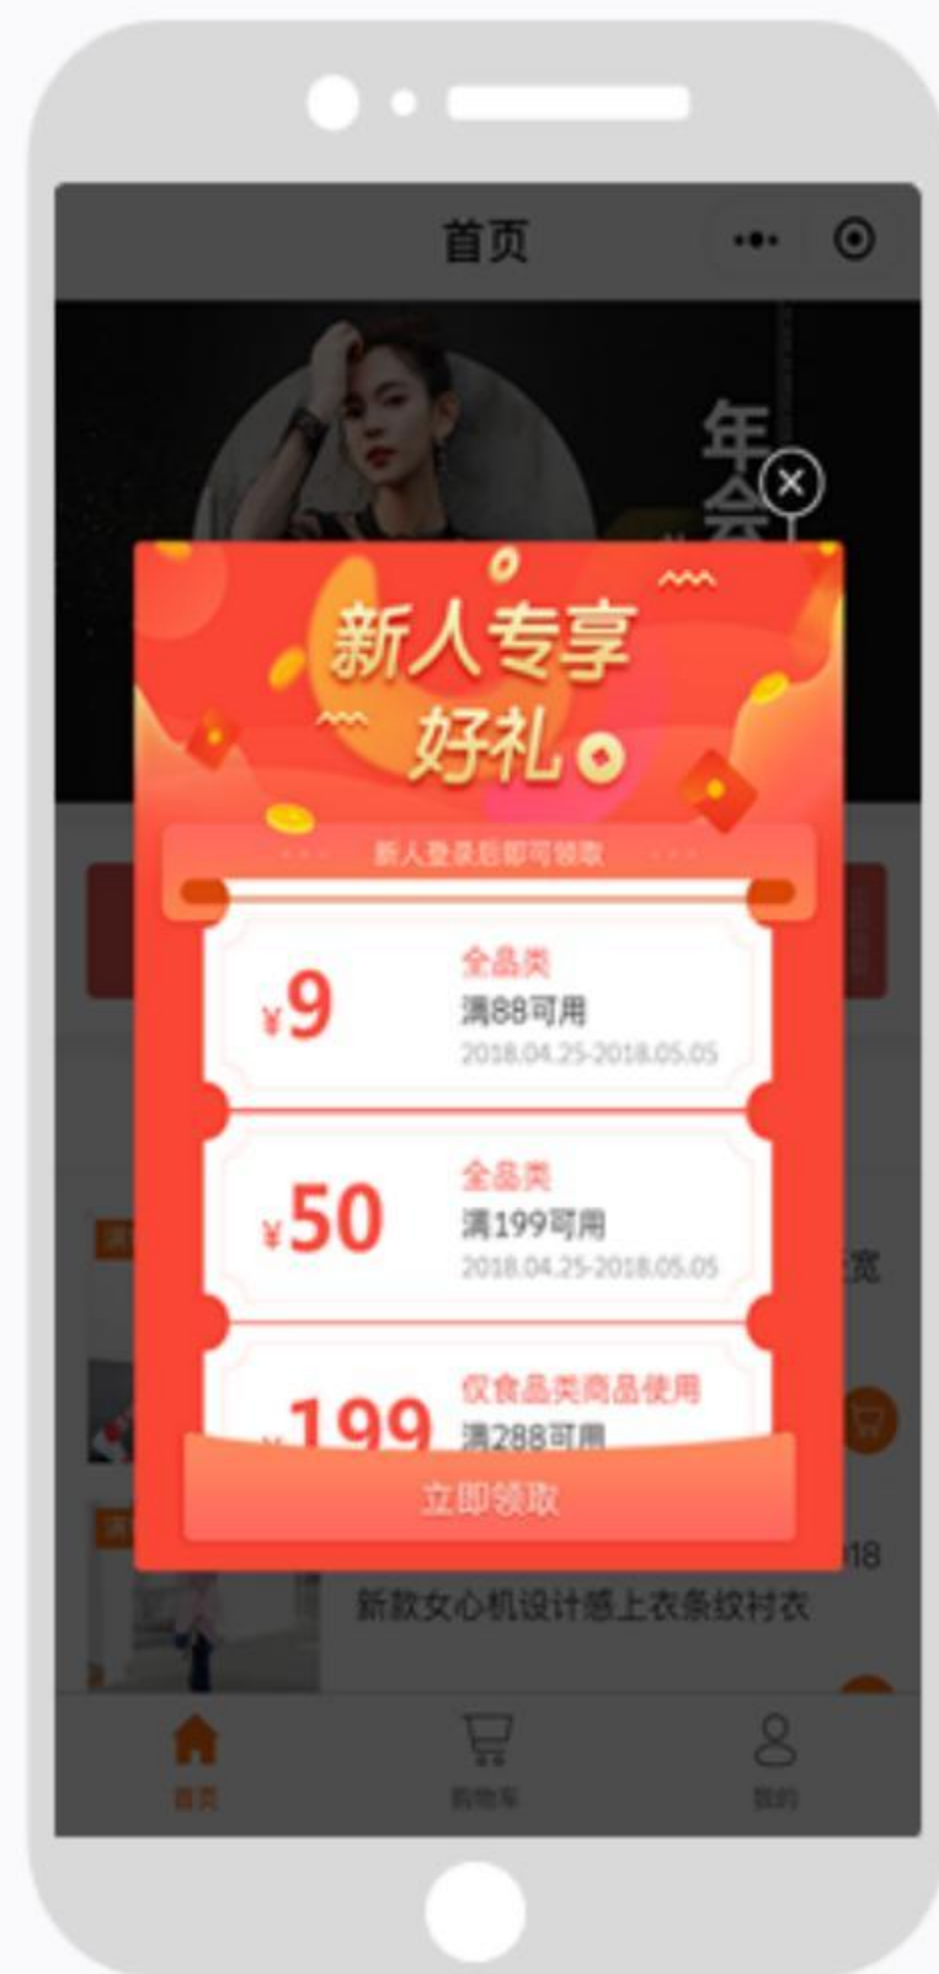 首页
年
会
新人专享
好礼
新人登录后即可领取
¥9
全品类
满88可用
2018.04.25-2018.05.05
¥50
全品类
满199可用
2018.04.25-2018.05.05
¥199
仅食品类商品使用
满288可用
立即领取
宽
18
新款女心机设计感上衣条纹衬衣
首页
购物车
我的